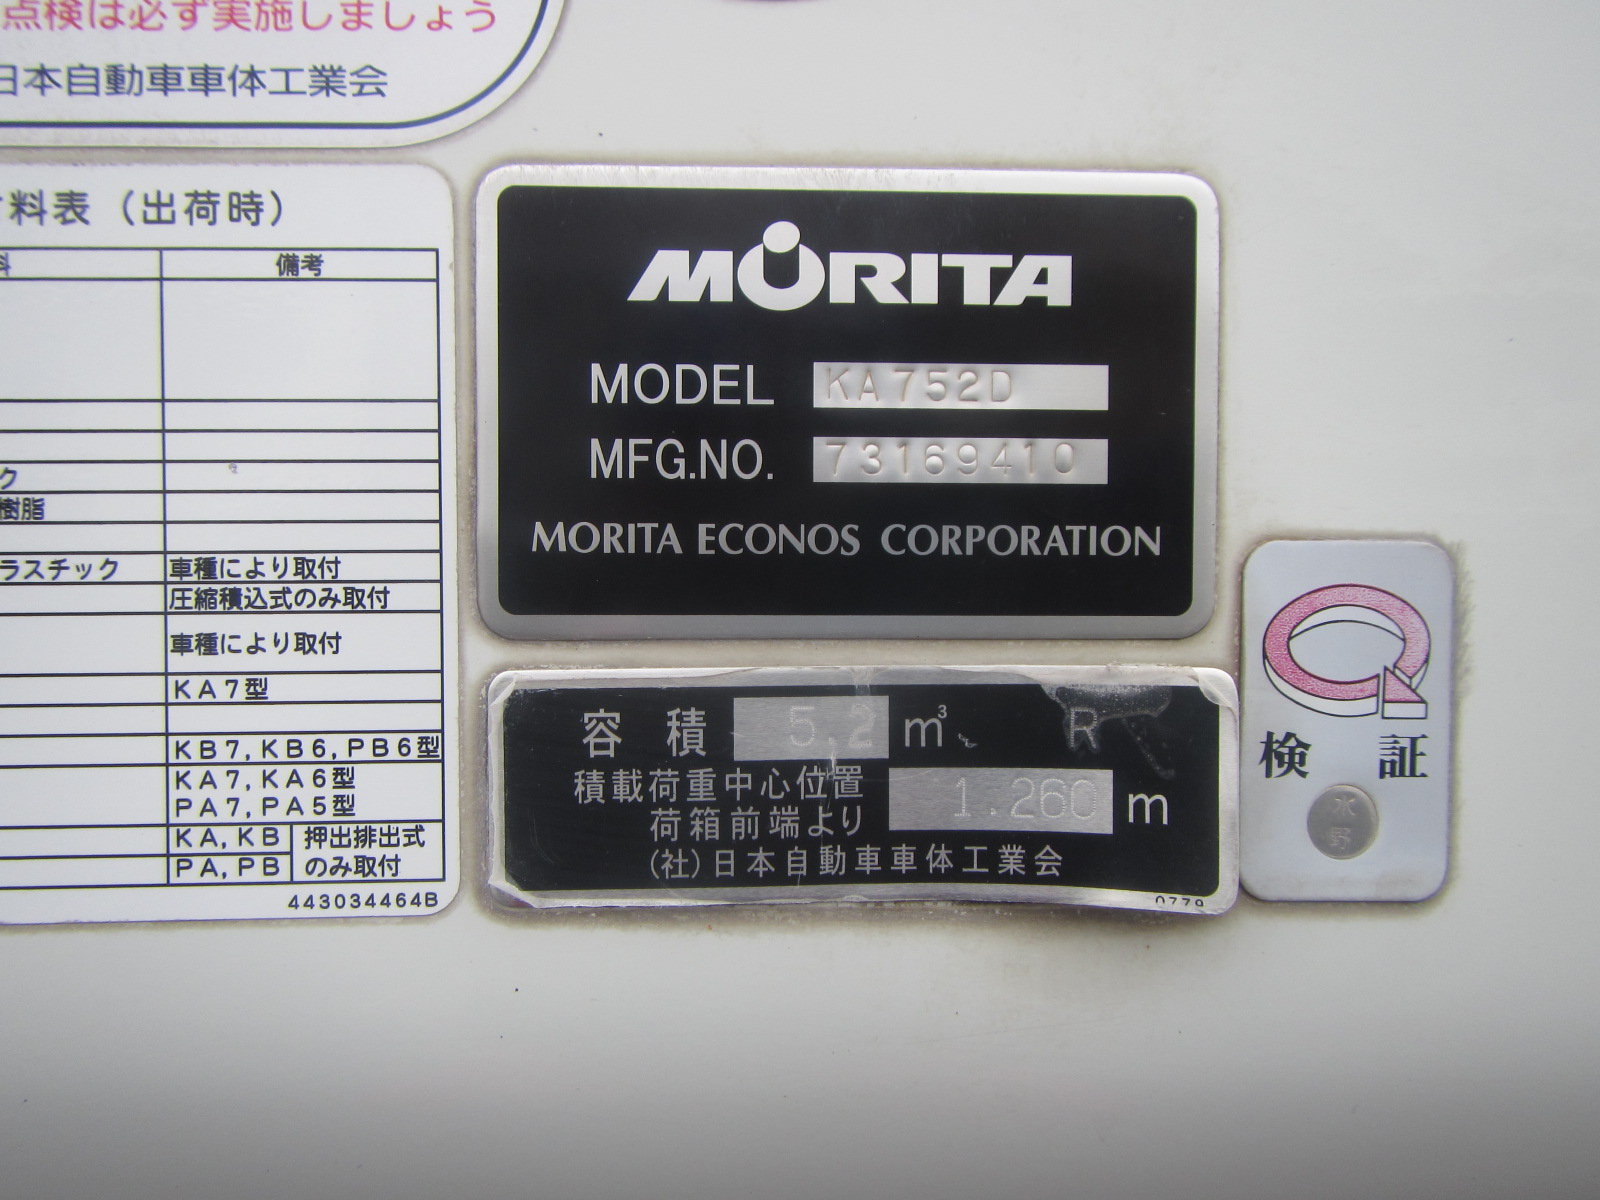 点検は必ず実施しましょう
日本自動車車体工業会
料表（出荷時）
料
備考
ク
樹脂
ラスチック
車種により取付
圧縮積込式のみ取付
車種により取付
KA7型
KB7,KB6,PB6型
KA7,KA6型
PA7,PA5型
KA,KB
PA,PB
押出排出式
のみ取付
443034464B
MORITA
MODEL KA752D
MFG.NO. 73169410
MORITA ECONOS CORPORATION
容積 5.2 m³ R
積載荷重中心位置
荷箱前端より 1.260 m
(社)日本自動車車体工業会
0779
検証
水野